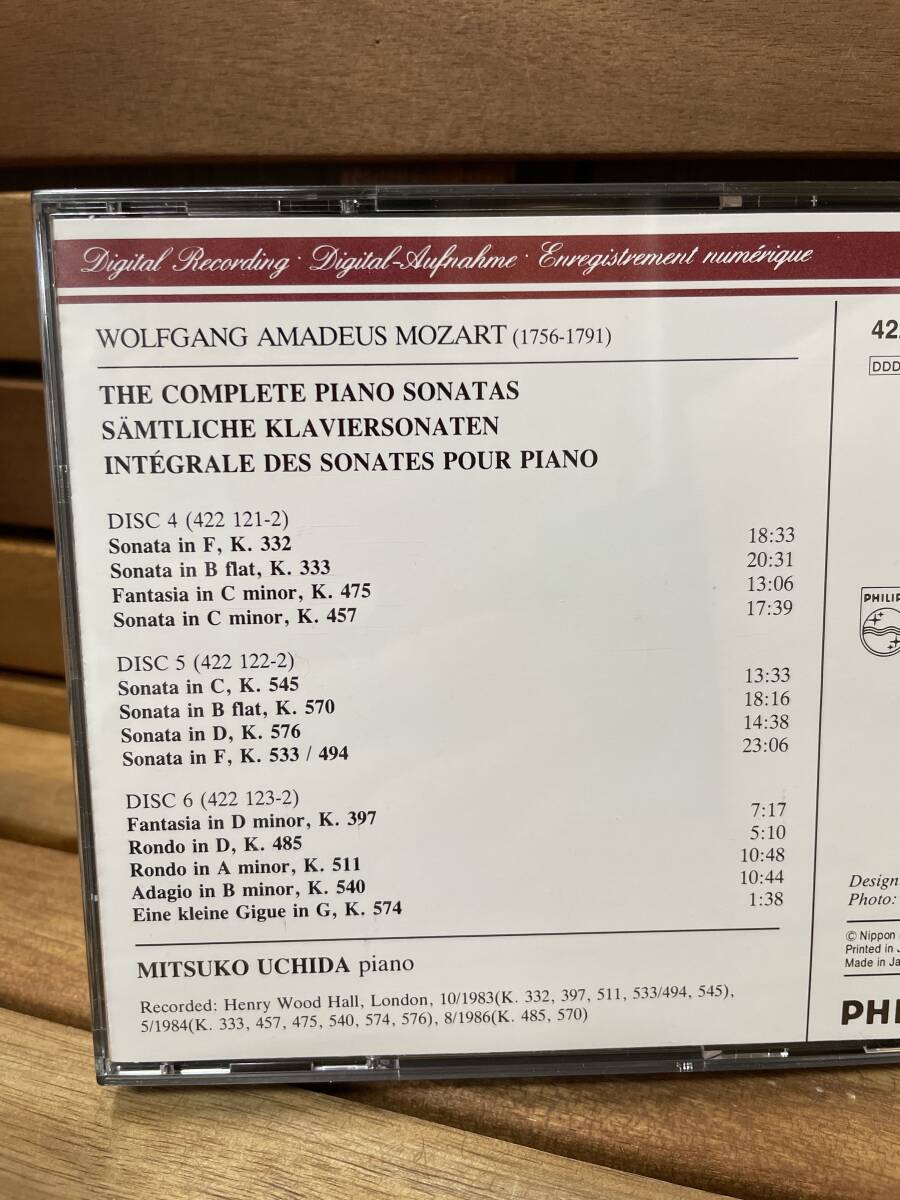 Digital Recording · Digital-Aufnahme · Enregistrement numérique
WOLFGANG AMADEUS MOZART (1756-1791)
THE COMPLETE PIANO SONATAS
SÄMTLICHE KLAVIERSONATEN
INTÉGRALE DES SONATES POUR PIANO
DISC 4 (422 121-2)
Sonata in F, K. 332 18:33
Sonata in B flat, K. 333 20:31
Fantasia in C minor, K. 475 13:06
Sonata in C minor, K. 457 17:39
DISC 5 (422 122-2)
Sonata in C, K. 545 13:33
Sonata in B flat, K. 570 18:16
Sonata in D, K. 576 14:38
Sonata in F, K. 533 / 494 23:06
DISC 6 (422 123-2)
Fantasia in D minor, K. 397 7:17
Rondo in D, K. 485 5:10
Rondo in A minor, K. 511 10:48
Adagio in B minor, K. 540 10:44
Eine kleine Gigue in G, K. 574 1:38
MITSUKO UCHIDA piano
Recorded: Henry Wood Hall, London, 10/1983(K. 332, 397, 511, 533/494, 545),
5/1984(K. 333, 457, 475, 540, 574, 576), 8/1986(K. 485, 570)
DDD
Design
Photo:
© Nippon
Printed in
Made in